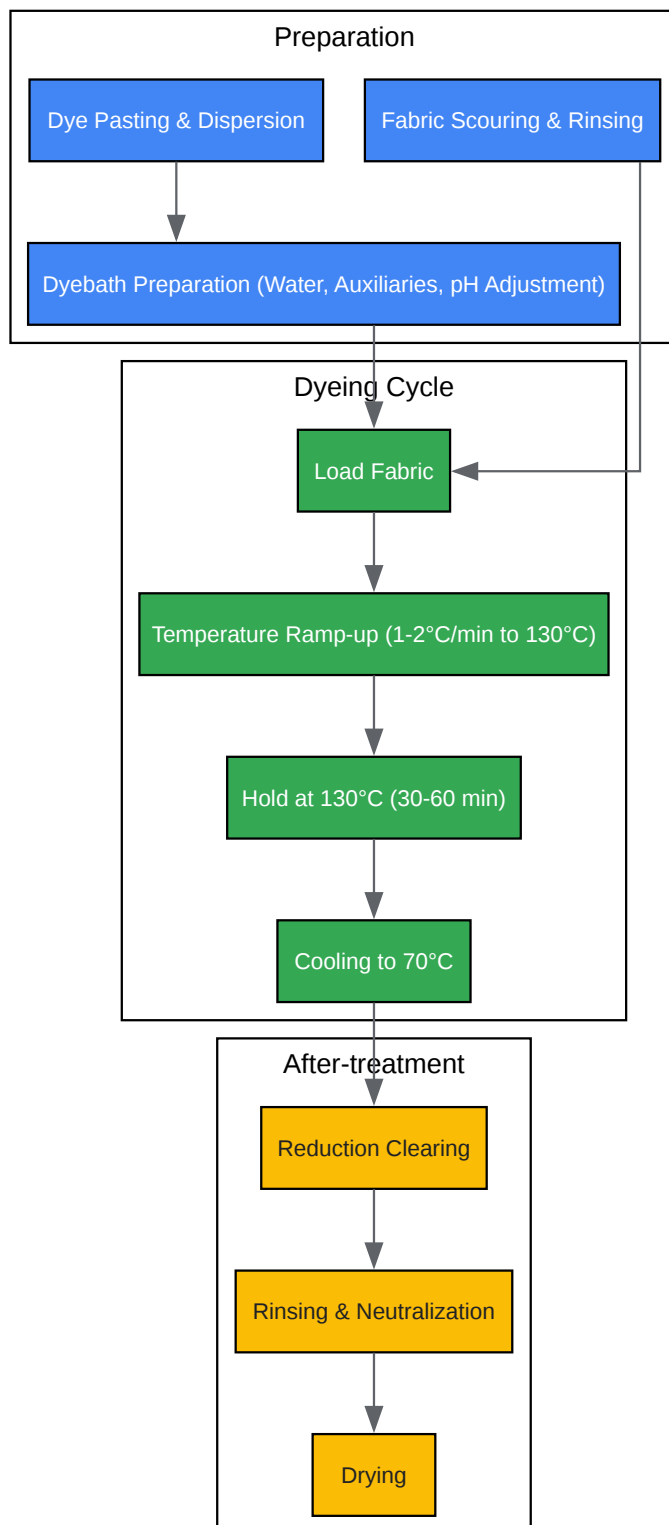 Preparation
Dye Pasting & Dispersion
Fabric Scouring & Rinsing
Dyebath Preparation (Water, Auxiliaries, pH Adjustment)
Dyeing Cycle
Load Fabric
Temperature Ramp-up (1-2°C/min to 130°C)
Hold at 130°C (30-60 min)
Cooling to 70°C
After-treatment
Reduction Clearing
Rinsing & Neutralization
Drying